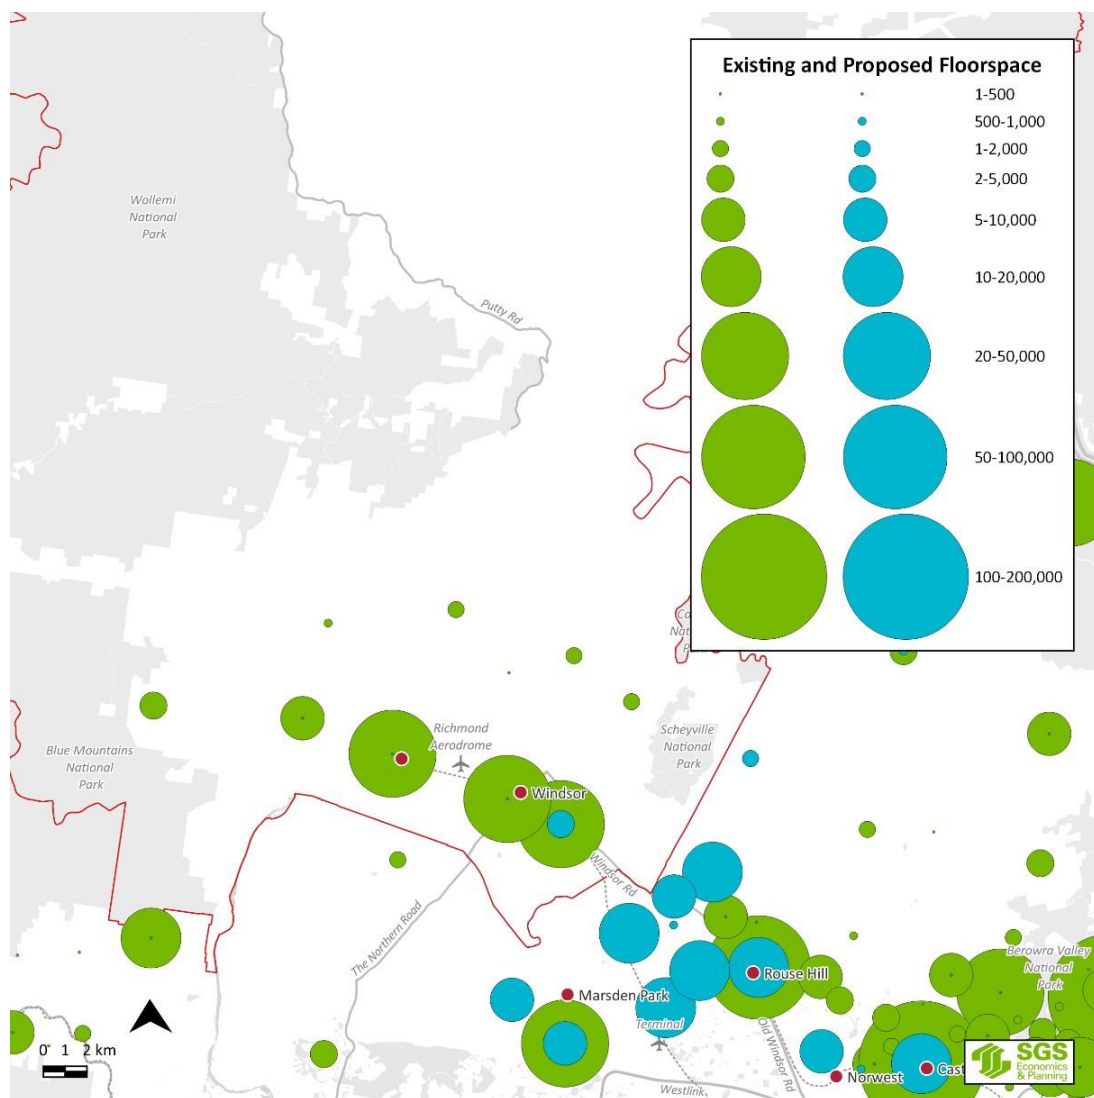 Existing and Proposed Floorspace
1-500
500-1,000
1-2,000
2-5,000
5-10,000
10-20,000
20-50,000
50-100,000
100-200,000
Wollemi
National
Park
Putty Rd
Ca
Nat
P
Richmond
Aerodrome
Scheyville
National
Park
Blue Mountains
National
Park
Windsor
Windsor Rd
The Northern Road
Berowra Valley
National
Park
Rouse Hill
Marsden Park
Terminal
Old Windsor Rd
0 1 2 km
Norwest
Cast
Westlink
SGS
Economics
& Planning